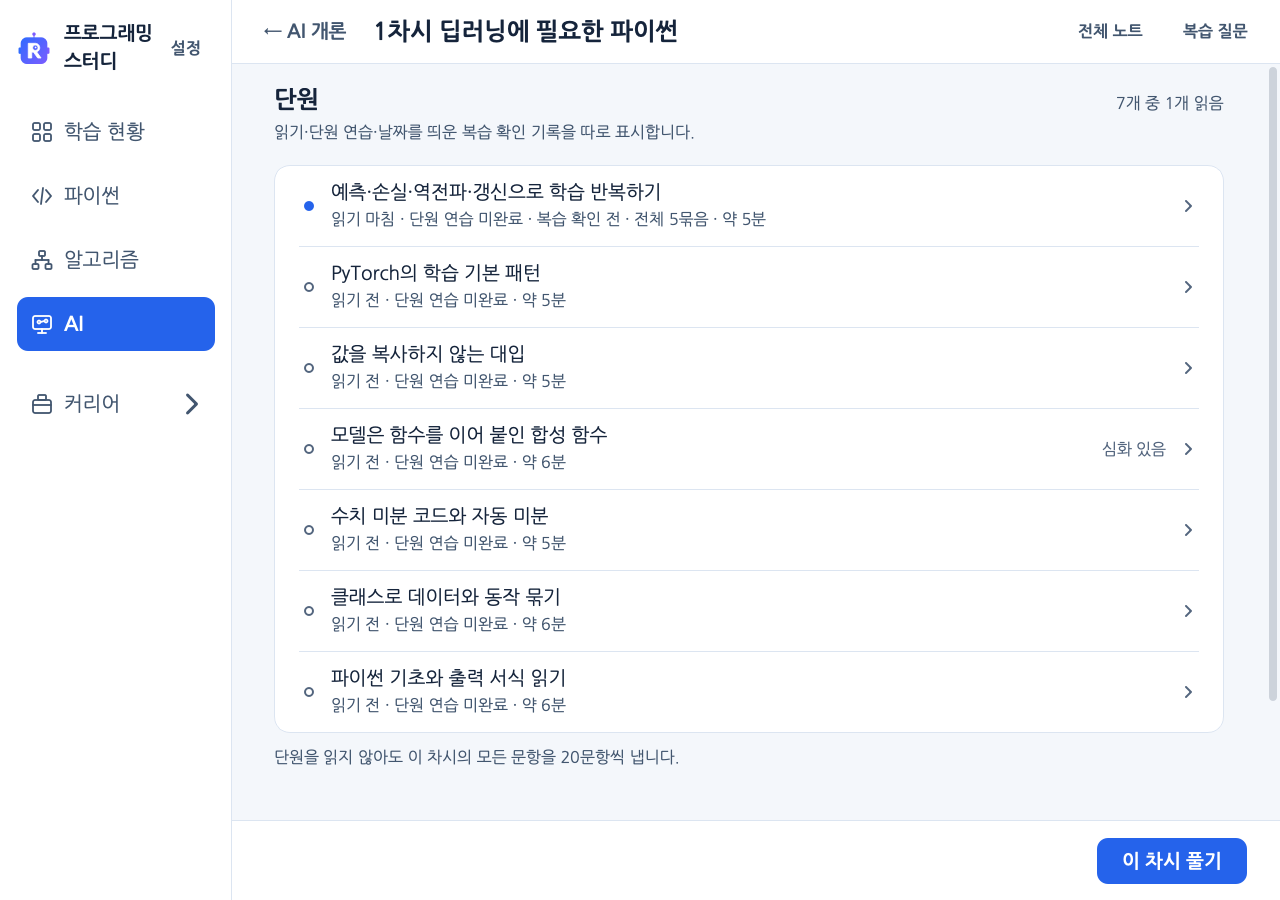 프로그래밍
스터디
설정
학습 현황
파이썬
알고리즘
AI
커리어
← AI 개론
1차시 딥러닝에 필요한 파이썬
전체 노트
복습 질문
단원
7개 중 1개 읽음
읽기·단원 연습·날짜를 띄운 복습 확인 기록을 따로 표시합니다.
예측·손실·역전파·갱신으로 학습 반복하기
읽기 마침 · 단원 연습 미완료 · 복습 확인 전 · 전체 5묶음 · 약 5분
PyTorch의 학습 기본 패턴
읽기 전 · 단원 연습 미완료 · 약 5분
값을 복사하지 않는 대입
읽기 전 · 단원 연습 미완료 · 약 5분
모델은 함수를 이어 붙인 합성 함수
읽기 전 · 단원 연습 미완료 · 약 6분
심화 있음
수치 미분 코드와 자동 미분
읽기 전 · 단원 연습 미완료 · 약 5분
클래스로 데이터와 동작 묶기
읽기 전 · 단원 연습 미완료 · 약 6분
파이썬 기초와 출력 서식 읽기
읽기 전 · 단원 연습 미완료 · 약 6분
단원을 읽지 않아도 이 차시의 모든 문항을 20문항씩 냅니다.
이 차시 풀기